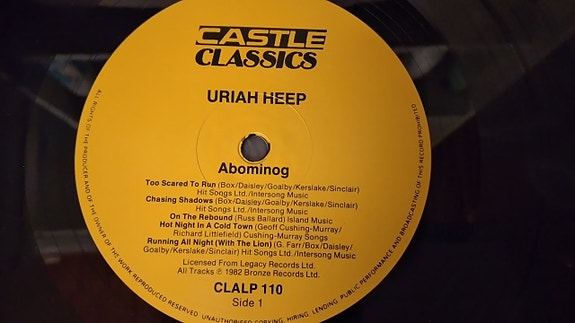 CASTLE
CLASSICS
URIAH HEEP
Abominog
Too Scared To Run (Box/Daisley/Goalby/Kerslake/Sinclair)
Hit Songs Ltd./Intersong Music
Chasing Shadows (Box/Daisley/Goalby/Kerslake/Sinclair)
Hit Songs Ltd./Intersong Music
On The Rebound (Russ Ballard) Island Music
Hot Night In A Cold Town (Geoff Cushing-Murray/
Richard Littlefield) Cushing-Murray Songs
Running All Night (With The Lion) (G. Farr/Box/Daisley/
Goalby/Kerslake/Sinclair) Hit Songs Ltd./Intersong Music
Licensed From Legacy Records Ltd.
All Tracks ℗ 1982 Bronze Records Ltd.
CLALP 110
Side 1
ALL RIGHTS OF THE PRODUCER AND OF THE OWNER OF THE WORK REPRODUCED RESERVED. UNAUTHORISED COPYING, HIRING, LENDING, PUBLIC PERFORMANCE AND BROADCASTING OF THIS RECORD PROHIBITED